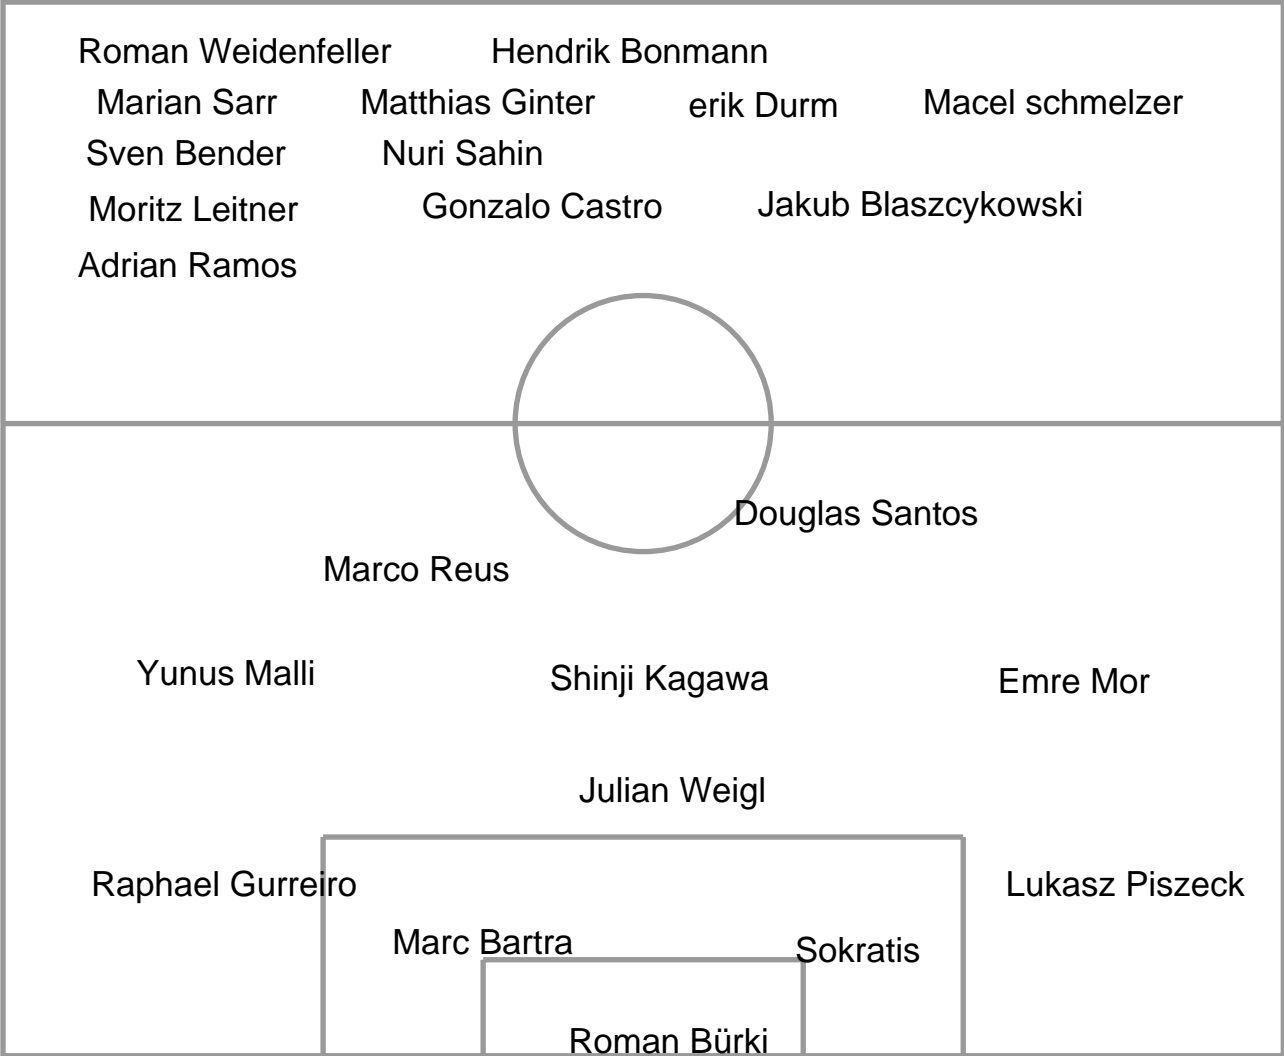 Roman Weidenfeller Hendrik Bonmann
Marian Sarr Matthias Ginter erik Durm Macel schmelzer
Sven Bender Nuri Sahin
Moritz Leitner Gonzalo Castro Jakub Blaszcykowski
Adrian Ramos
Douglas Santos
Marco Reus
Yunus Malli Shinji Kagawa Emre Mor
Julian Weigl
Raphael Gurreiro Lukasz Piszeck
Marc Bartra Sokratis
Roman Bürki